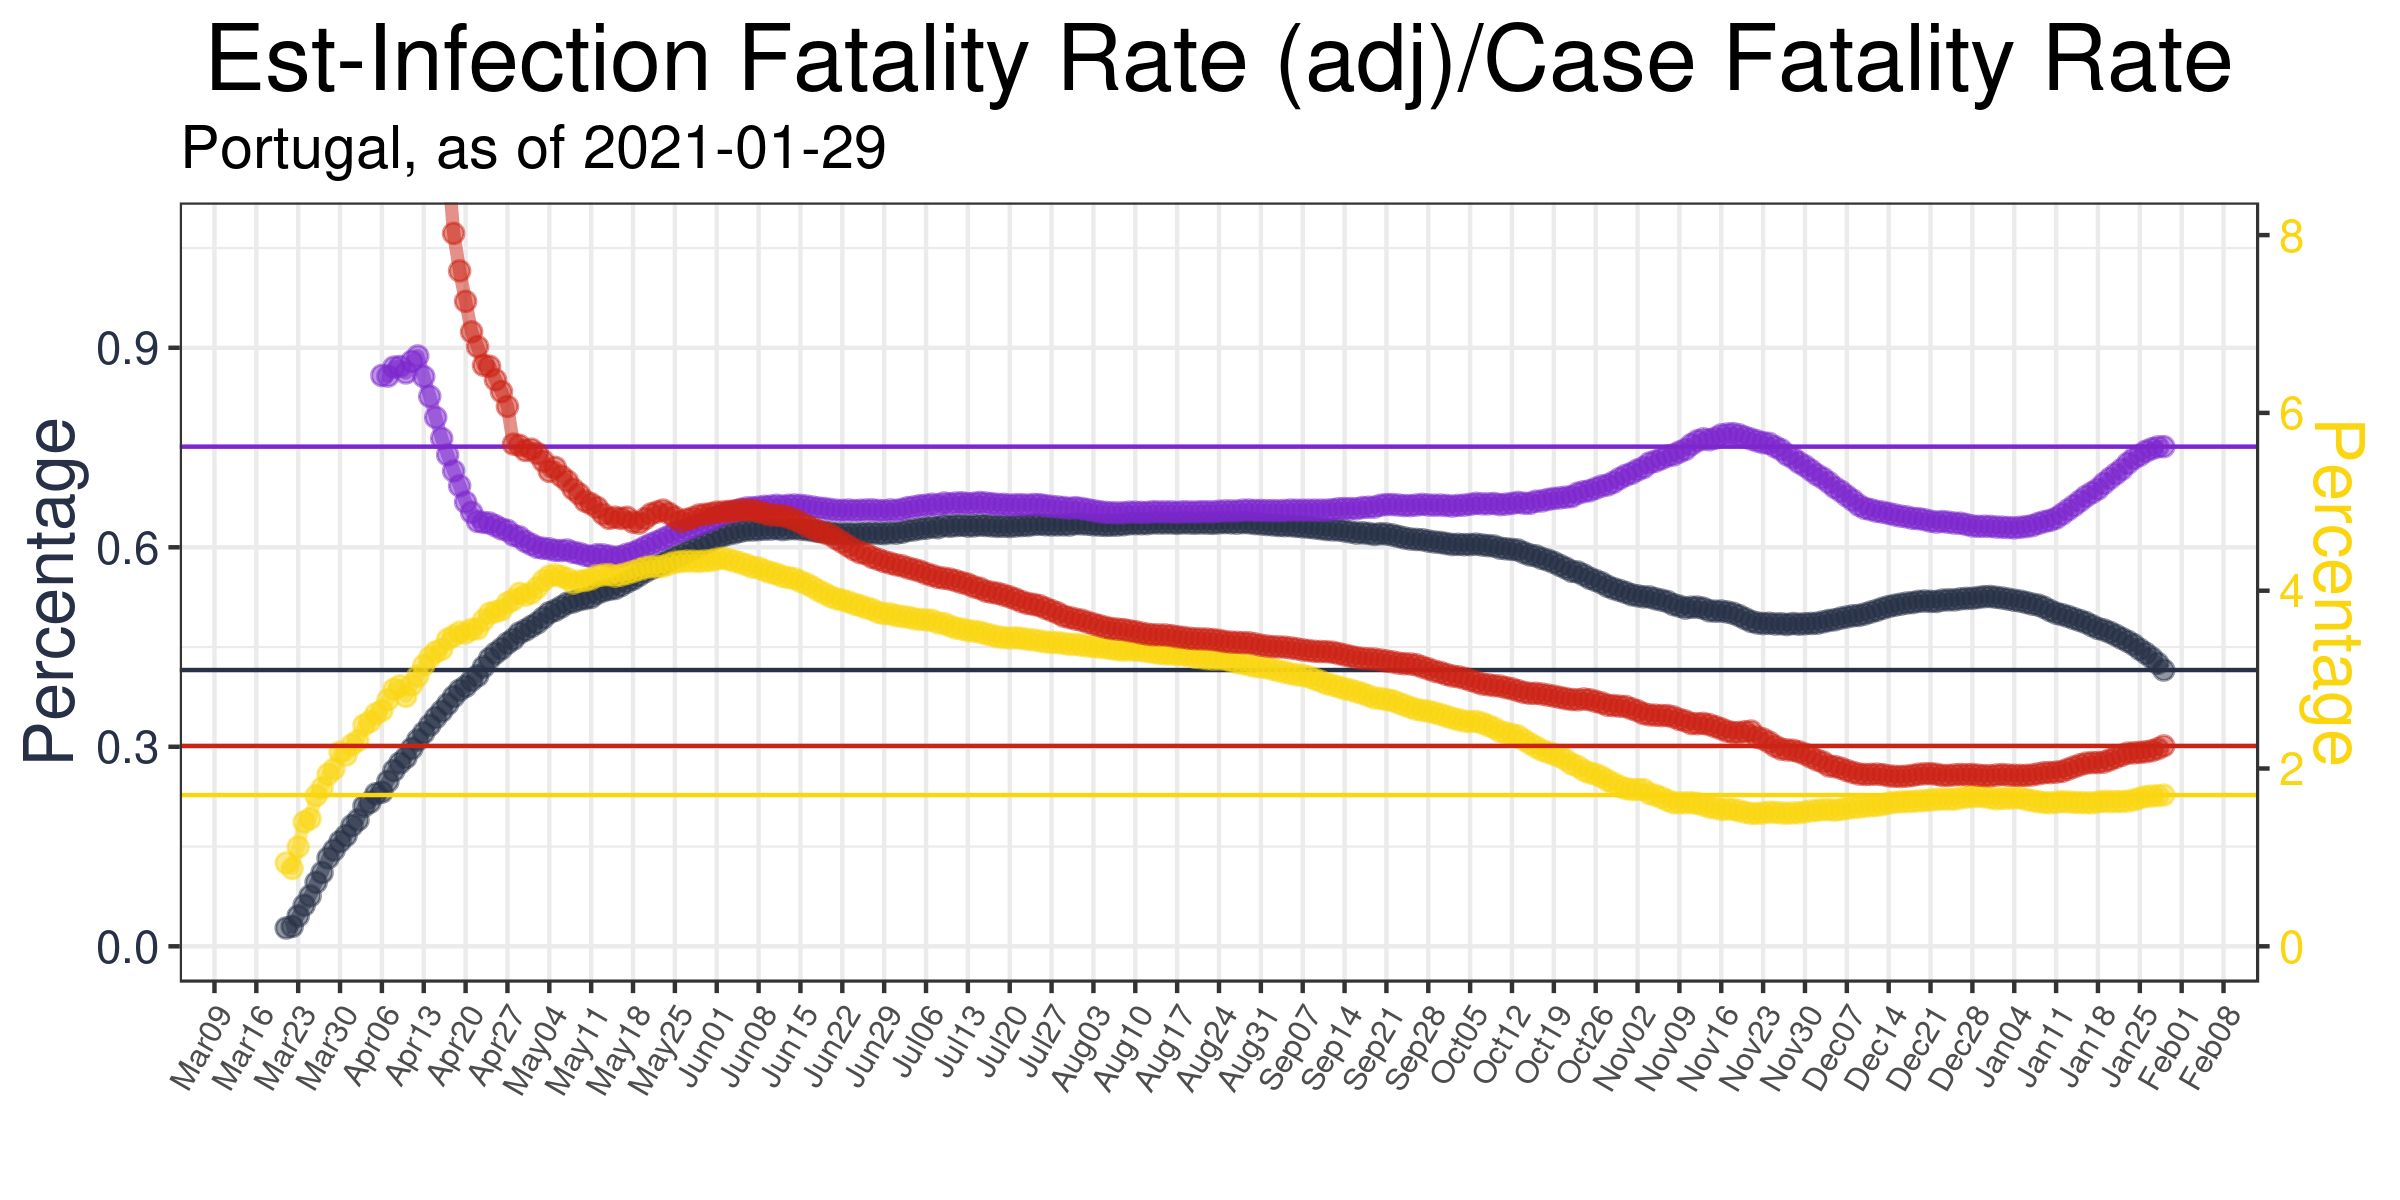 Est-Infection Fatality Rate (adj)/Case Fatality Rate
Portugal, as of 2021-01-29
Percentage
0.9
0.6
0.3
0.0
8
6
4
2
0
Percentage
Mar09
Mar16
Mar23
Mar30
Apr06
Apr13
Apr20
Apr27
May04
May11
May18
May25
Jun01
Jun08
Jun15
Jun22
Jun29
Jul06
Jul13
Jul20
Jul27
Aug03
Aug10
Aug17
Aug24
Aug31
Sep07
Sep14
Sep21
Sep28
Oct05
Oct12
Oct19
Oct26
Nov02
Nov09
Nov16
Nov23
Nov30
Dec07
Dec14
Dec21
Dec28
Jan04
Jan11
Jan18
Jan25
Feb01
Feb08